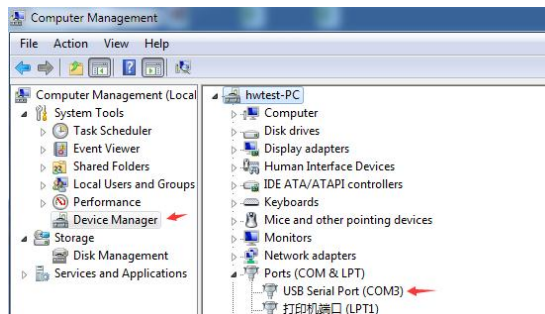 Computer Management
File Action View Help
Computer Management (Local
System Tools
Task Scheduler
Event Viewer
Shared Folders
Local Users and Groups
Performance
Device Manager
Storage
Disk Management
Services and Applications
hwtest-PC
Computer
Disk drives
Display adapters
Human Interface Devices
IDE ATA/ATAPI controllers
Keyboards
Mice and other pointing devices
Monitors
Network adapters
Ports (COM & LPT)
USB Serial Port (COM3)
打印机端口 (LPT1)